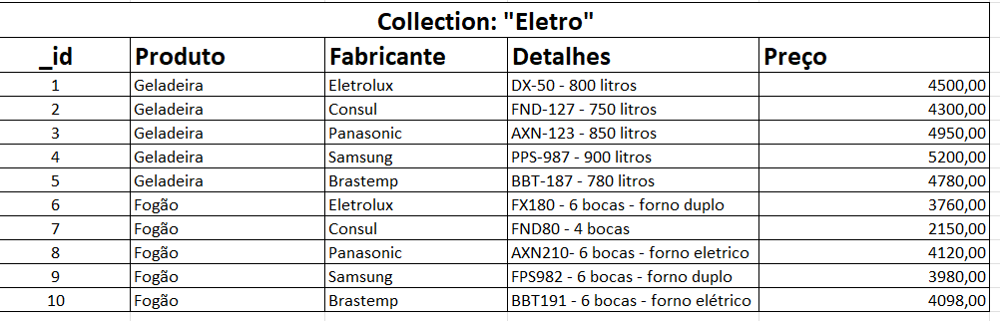 Collection: "Eletro"
_id Produto Fabricante Detalhes Preço
1 Geladeira Eletrolux DX-50 - 800 litros 4500,00
2 Geladeira Consul FND-127 - 750 litros 4300,00
3 Geladeira Panasonic AXN-123 - 850 litros 4950,00
4 Geladeira Samsung PPS-987 - 900 litros 5200,00
5 Geladeira Brastemp BBT-187 - 780 litros 4780,00
6 Fogão Eletrolux FX180 - 6 bocas - forno duplo 3760,00
7 Fogão Consul FND80 - 4 bocas 2150,00
8 Fogão Panasonic AXN210- 6 bocas - forno eletrico 4120,00
9 Fogão Samsung FPS982 - 6 bocas - forno duplo 3980,00
10 Fogão Brastemp BBT191 - 6 bocas - forno elétrico 4098,00